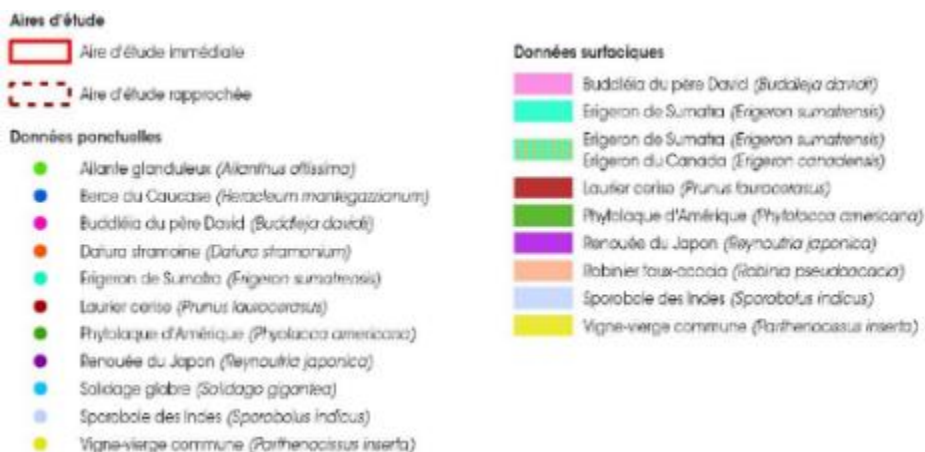 Aires d'étude
Aire d'étude immédiate
Aire d'étude rapprochée
Données ponctuelles
Ailante glanduleux (Ailanthus altissima)
Berce du Caucase (Heracleum mantegazzianum)
Buddléia du père David (Buddleja davidii)
Datura stramoine (Datura stramonium)
Erigeron de Sumatra (Erigeron sumatrensis)
Laurier cerise (Prunus laurocerasus)
Phytolaque d'Amérique (Phyolacca americana)
Renouée du Japon (Reynoutria japonica)
Solidage glabre (Solidago gigantea)
Sporobole des Indes (Sporobolus indicus)
Vigne-vierge commune (Parthenocissus inserta)
Données surfaciques
Buddléia du père David (Buddleja davidii)
Erigeron de Sumatra (Erigeron sumatrensis)
Erigeron de Sumatra (Erigeron sumatrensis)
Erigeron du Canada (Erigeron canadensis)
Laurier cerise (Prunus laurocerasus)
Phytolaque d'Amérique (Phytolacca americana)
Renouée du Japon (Reynoutria japonica)
Robinier faux-acacia (Robinia pseudoacacia)
Sporobole des Indes (Sporobolus indicus)
Vigne-vierge commune (Parthenocissus inserta)